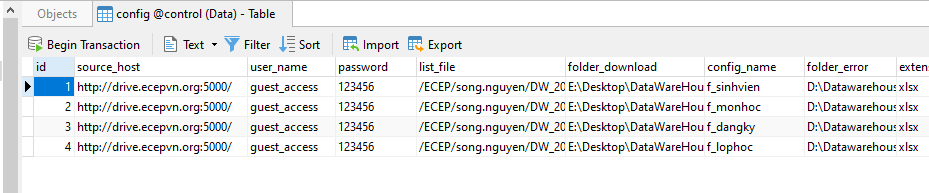 Objects config @control (Data) - Table
Begin Transaction Text Filter Sort Import Export
id source_host user_name password list_file folder_download config_name folder_error exten
1 http://drive.ecepvn.org:5000/ guest_access 123456 /ECEP/song.nguyen/DW_20 E:\Desktop\DataWareHou f_sinhvien D:\Datawarehous xlsx
2 http://drive.ecepvn.org:5000/ guest_access 123456 /ECEP/song.nguyen/DW_20 E:\Desktop\DataWareHou f_monhoc D:\Datawarehous xlsx
3 http://drive.ecepvn.org:5000/ guest_access 123456 /ECEP/song.nguyen/DW_20 E:\Desktop\DataWareHou f_dangky D:\Datawarehous xlsx
4 http://drive.ecepvn.org:5000/ guest_access 123456 /ECEP/song.nguyen/DW_20 E:\Desktop\DataWareHou f_lophoc D:\Datawarehous xlsx